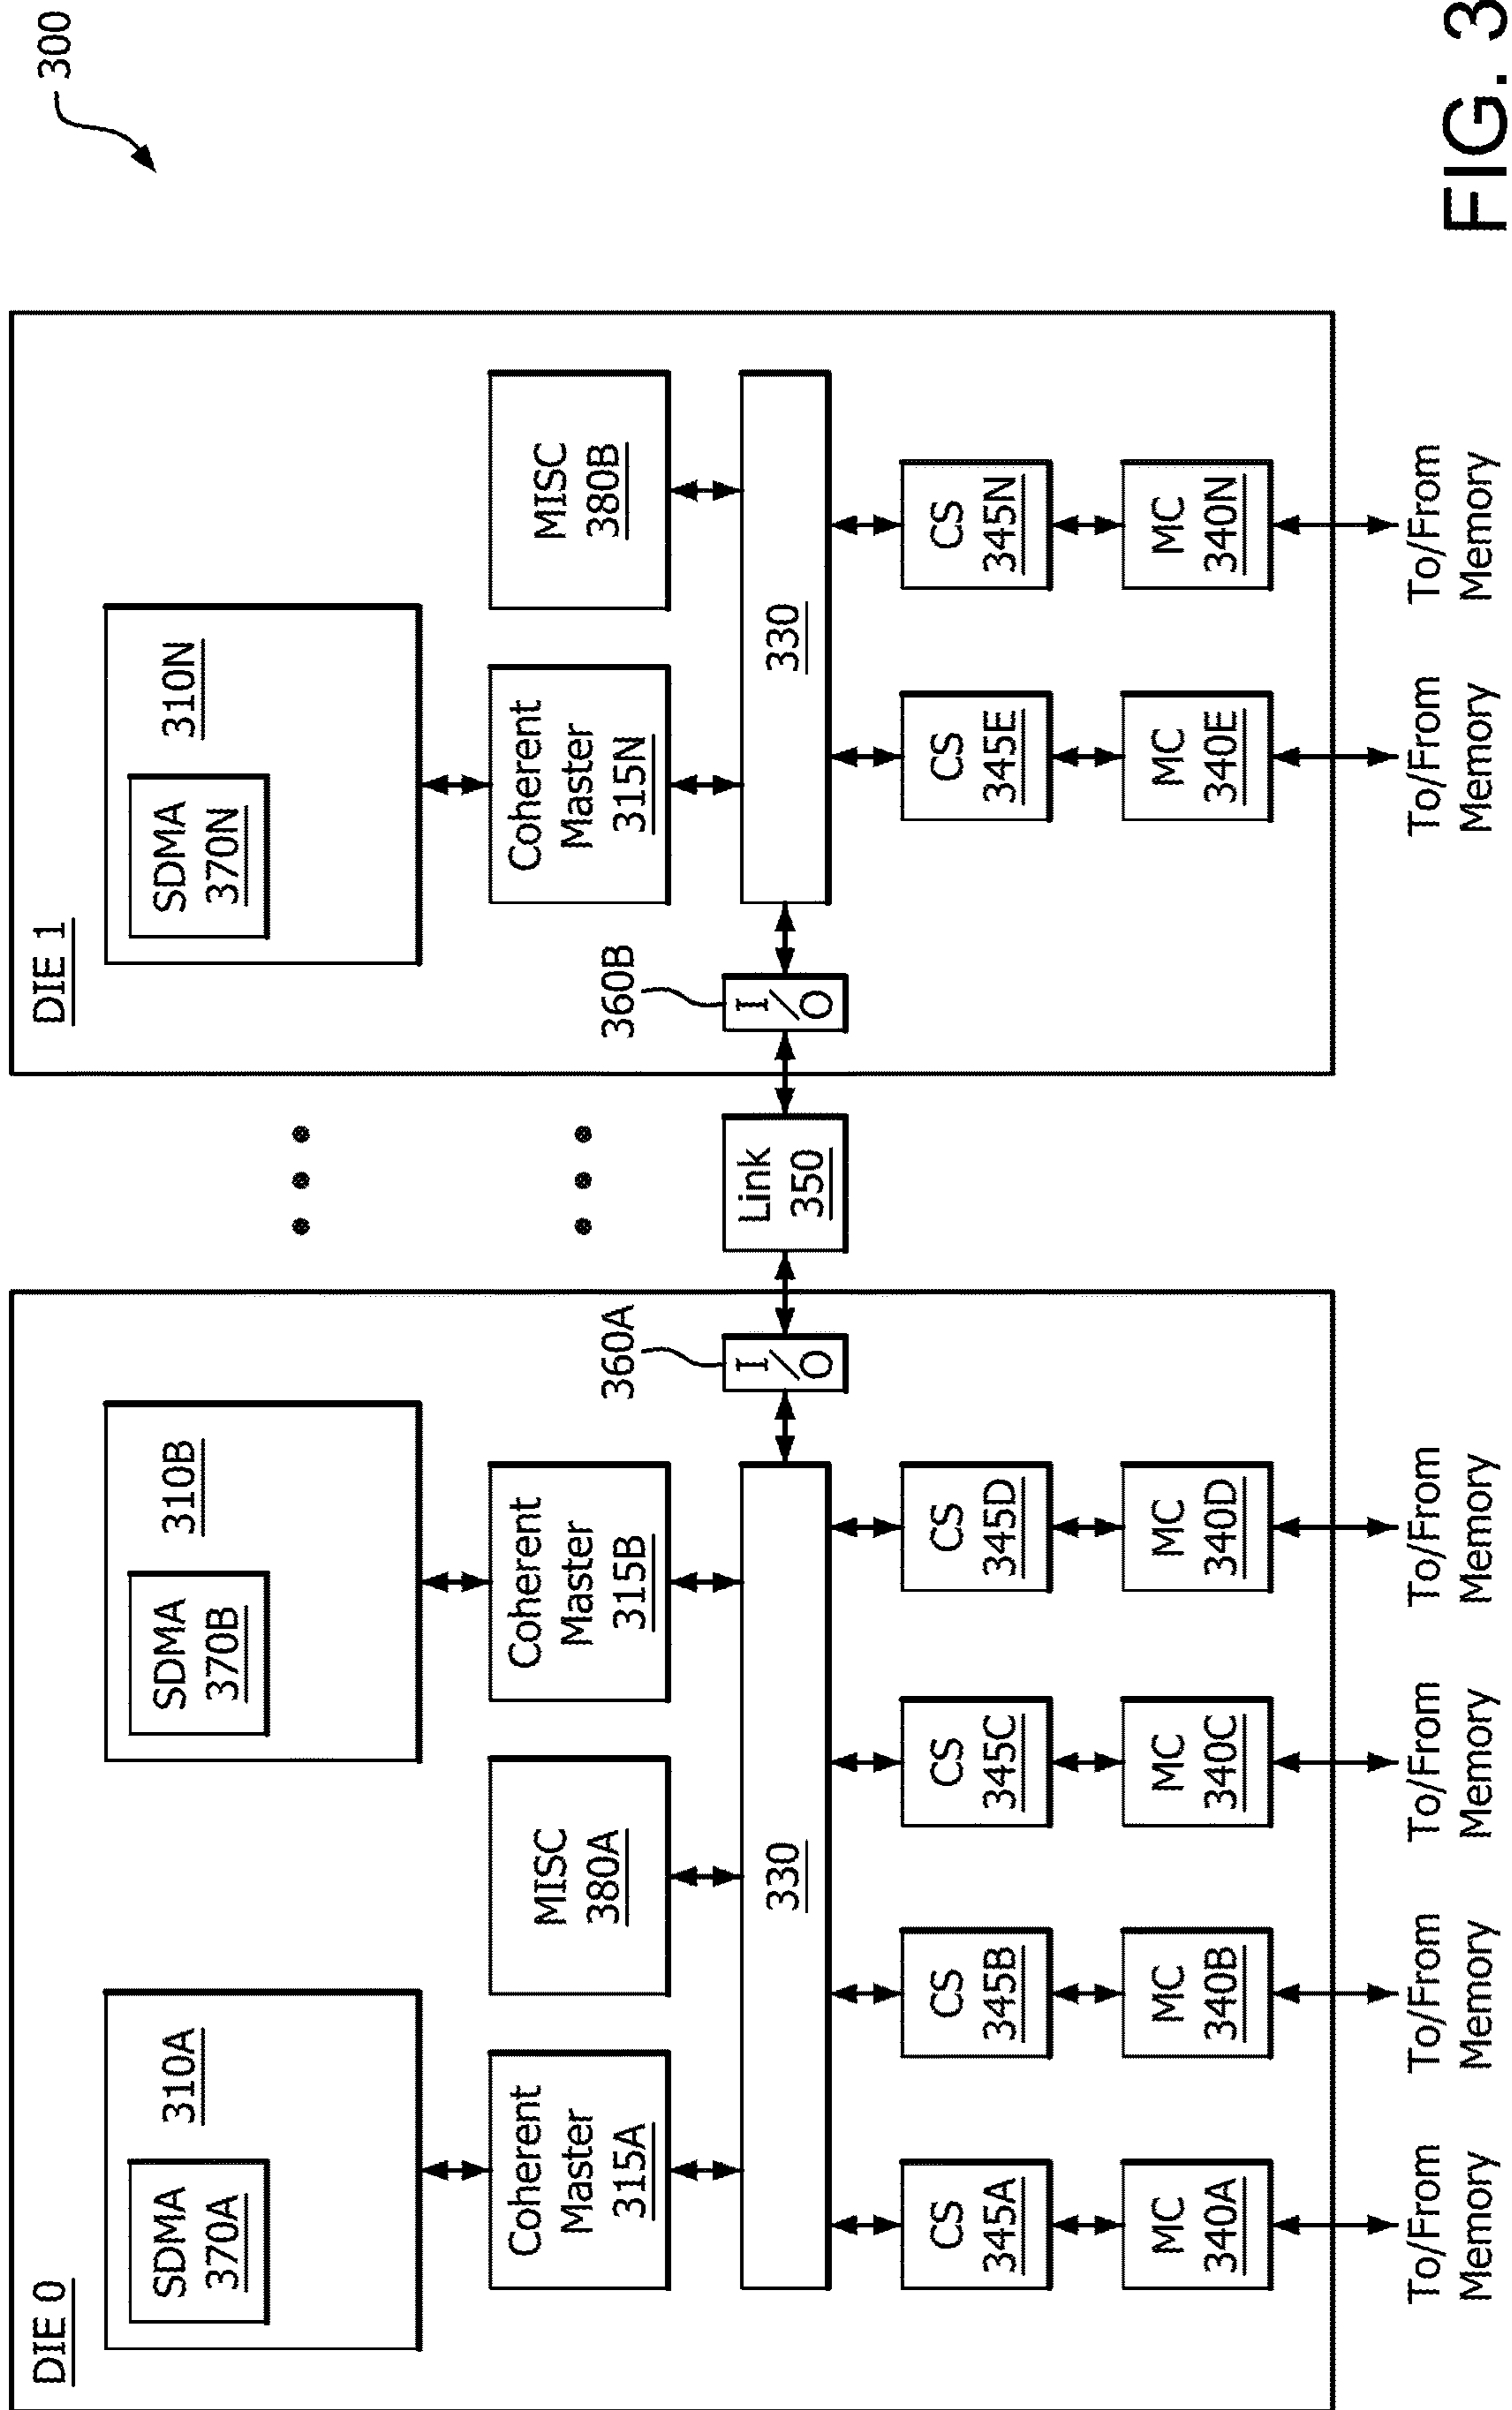 300
DIE 0
SDMA
370A
310A
SDMA
370B
310B
Coherent
Master
315A
MISC
380A
Coherent
Master
315B
330
360A
I/O
CS
345A
CS
345B
CS
345C
CS
345D
MC
340A
MC
340B
MC
340C
MC
340D
To/From
Memory
To/From
Memory
To/From
Memory
To/From
Memory
Link
350
DIE 1
SDMA
370N
310N
Coherent
Master
315N
MISC
380B
360B
I/O
330
CS
345E
CS
345N
MC
340E
MC
340N
To/From
Memory
To/From
Memory
FIG. 3